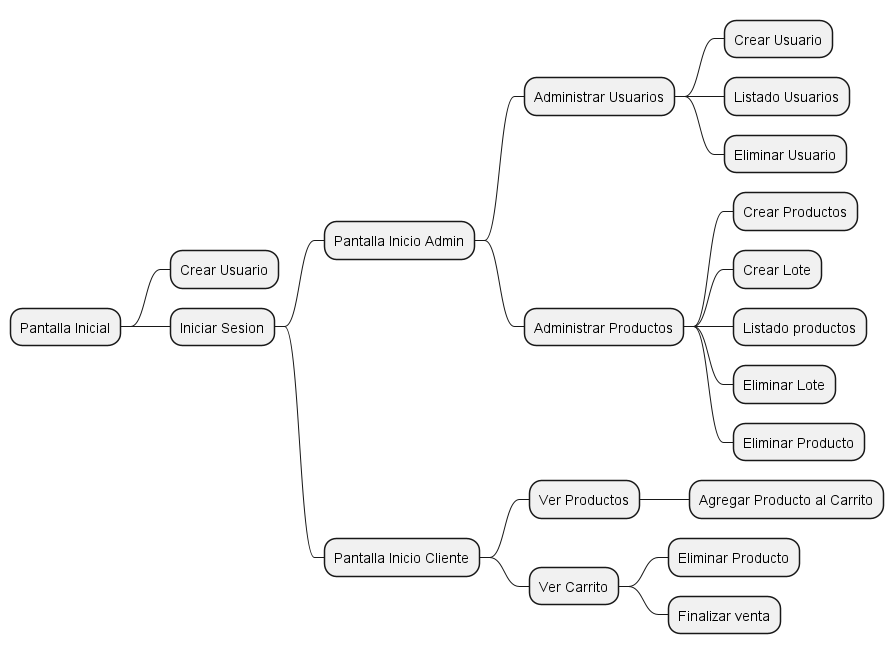 Pantalla Inicial
Crear Usuario
Iniciar Sesion
Pantalla Inicio Admin
Administrar Usuarios
Crear Usuario
Listado Usuarios
Eliminar Usuario
Administrar Productos
Crear Productos
Crear Lote
Listado productos
Eliminar Lote
Eliminar Producto
Pantalla Inicio Cliente
Ver Productos
Agregar Producto al Carrito
Ver Carrito
Eliminar Producto
Finalizar venta